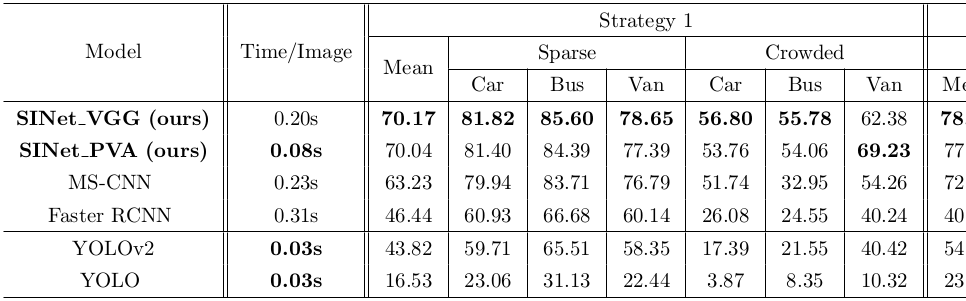 Strategy 1
Model Time/Image Mean Sparse Crowded
Car Bus Van Car Bus Van
SINet_VGG (ours) 0.20s 70.17 81.82 85.60 78.65 56.80 55.78 62.38 78.
SINet_PVA (ours) 0.08s 70.04 81.40 84.39 77.39 53.76 54.06 69.23 77
MS-CNN 0.23s 63.23 79.94 83.71 76.79 51.74 32.95 54.26 72
Faster RCNN 0.31s 46.44 60.93 66.68 60.14 26.08 24.55 40.24 40
YOLOv2 0.03s 43.82 59.71 65.51 58.35 17.39 21.55 40.42 54
YOLO 0.03s 16.53 23.06 31.13 22.44 3.87 8.35 10.32 23